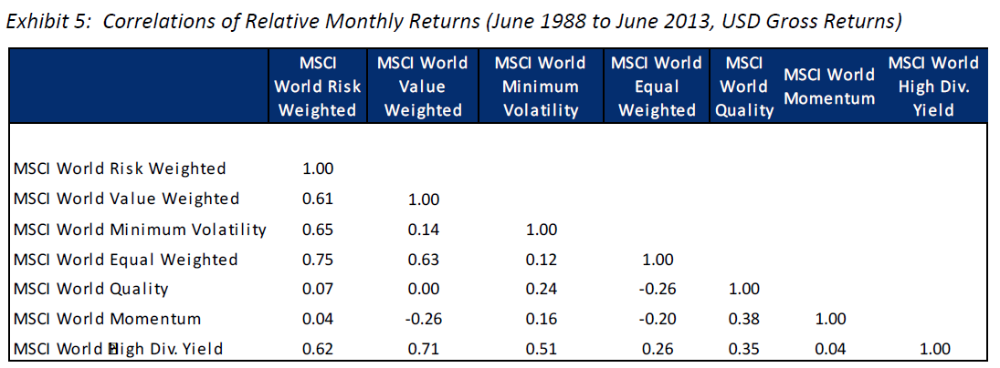 Exhibit 5: Correlations of Relative Monthly Returns (June 1988 to June 2013, USD Gross Returns)
MSCI World Risk Weighted MSCI World Value Weighted MSCI World Minimum Volatility MSCI World Equal Weighted MSCI World Quality MSCI World Momentum MSCI World High Div. Yield
MSCI World Risk Weighted 1.00
MSCI World Value Weighted 0.61 1.00
MSCI World Minimum Volatility 0.65 0.14 1.00
MSCI World Equal Weighted 0.75 0.63 0.12 1.00
MSCI World Quality 0.07 0.00 0.24 -0.26 1.00
MSCI World Momentum 0.04 -0.26 0.16 -0.20 0.38 1.00
MSCI World High Div. Yield 0.62 0.71 0.51 0.26 0.35 0.04 1.00